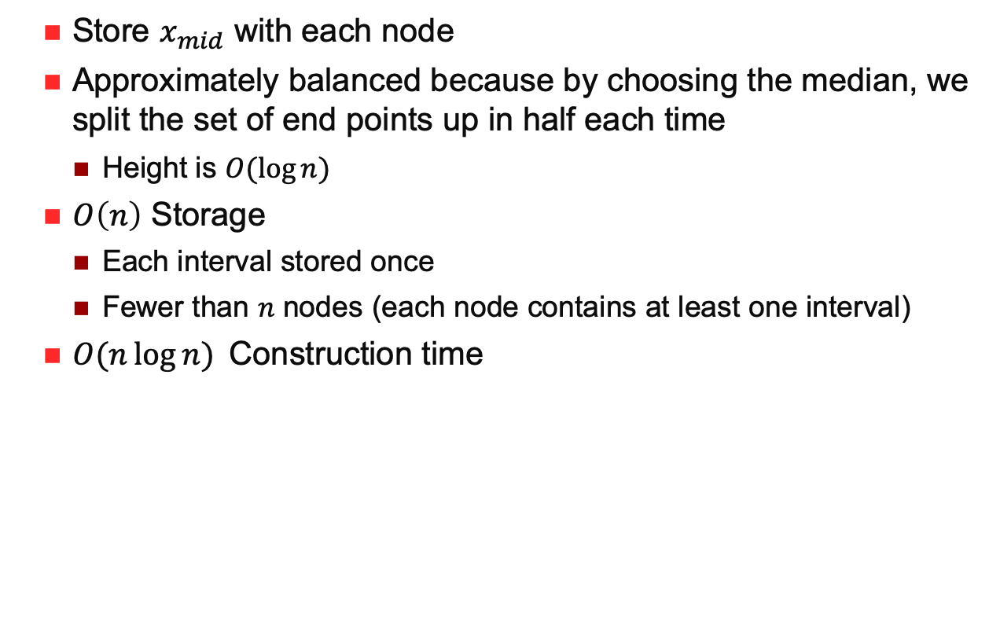 Store x_mid with each node
Approximately balanced because by choosing the median, we
split the set of end points up in half each time
Height is O(log n)
O(n) Storage
Each interval stored once
Fewer than n nodes (each node contains at least one interval)
O(n log n) Construction time